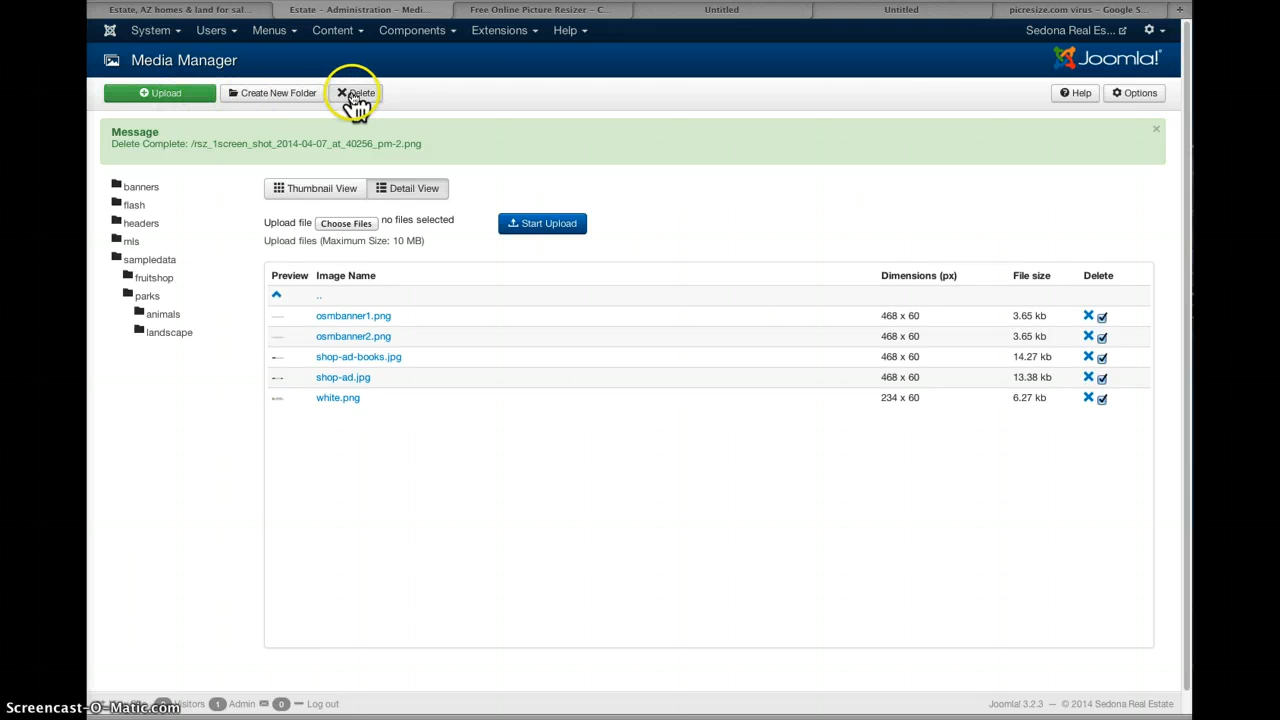 Estate, AZ homes & land for sal...
Estate - Administration - Medi...
Free Online Picture Resizer - C...
Untitled
Untitled
picresize.com virus - Google S...
System
Users
Menus
Content
Components
Extensions
Help
Sedona Real Es...
Media Manager
Joomla!
Upload
Create New Folder
Delete
Help
Options
Message
Delete Complete: /rsz_1screen_shot_2014-04-07_at_40256_pm-2.png
banners
flash
headers
mls
sampledata
fruitshop
parks
animals
landscape
Thumbnail View
Detail View
Upload file Choose Files no files selected
Start Upload
Upload files (Maximum Size: 10 MB)
Preview Image Name Dimensions (px) File size Delete
..
osmbanner1.png 468 x 60 3.65 kb
osmbanner2.png 468 x 60 3.65 kb
shop-ad-books.jpg 468 x 60 14.27 kb
shop-ad.jpg 468 x 60 13.38 kb
white.png 234 x 60 6.27 kb
Screencast-O-Matic.com
1 Admin 0 Log out
Joomla! 3.2.3 — © 2014 Sedona Real Estate